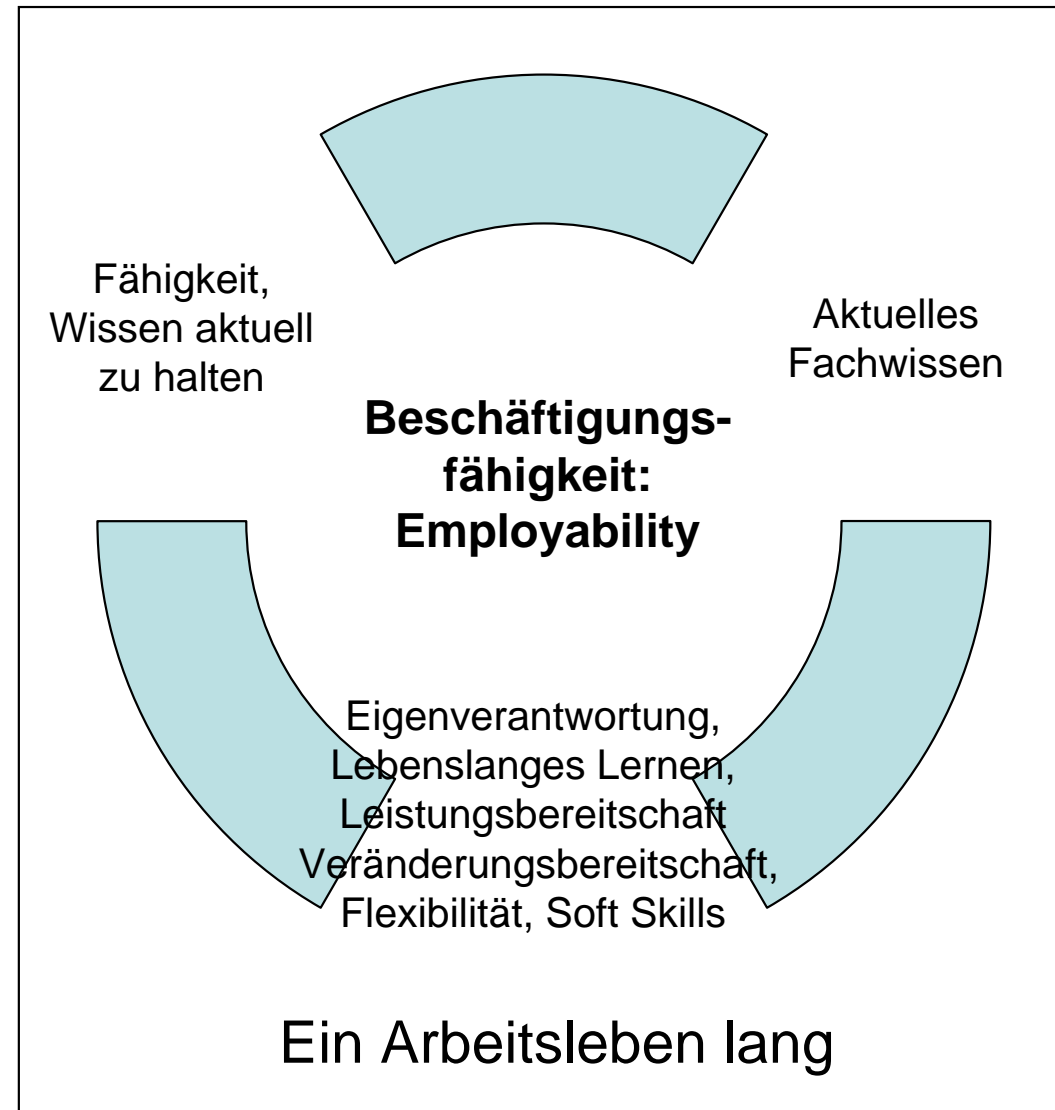 Fähigkeit,
Wissen aktuell
zu halten
Aktuelles
Fachwissen
Beschäftigungs-
fähigkeit:
Employability
Eigenverantwortung,
Lebenslanges Lernen,
Leistungsbereitschaft
Veränderungsbereitschaft,
Flexibilität, Soft Skills
Ein Arbeitsleben lang